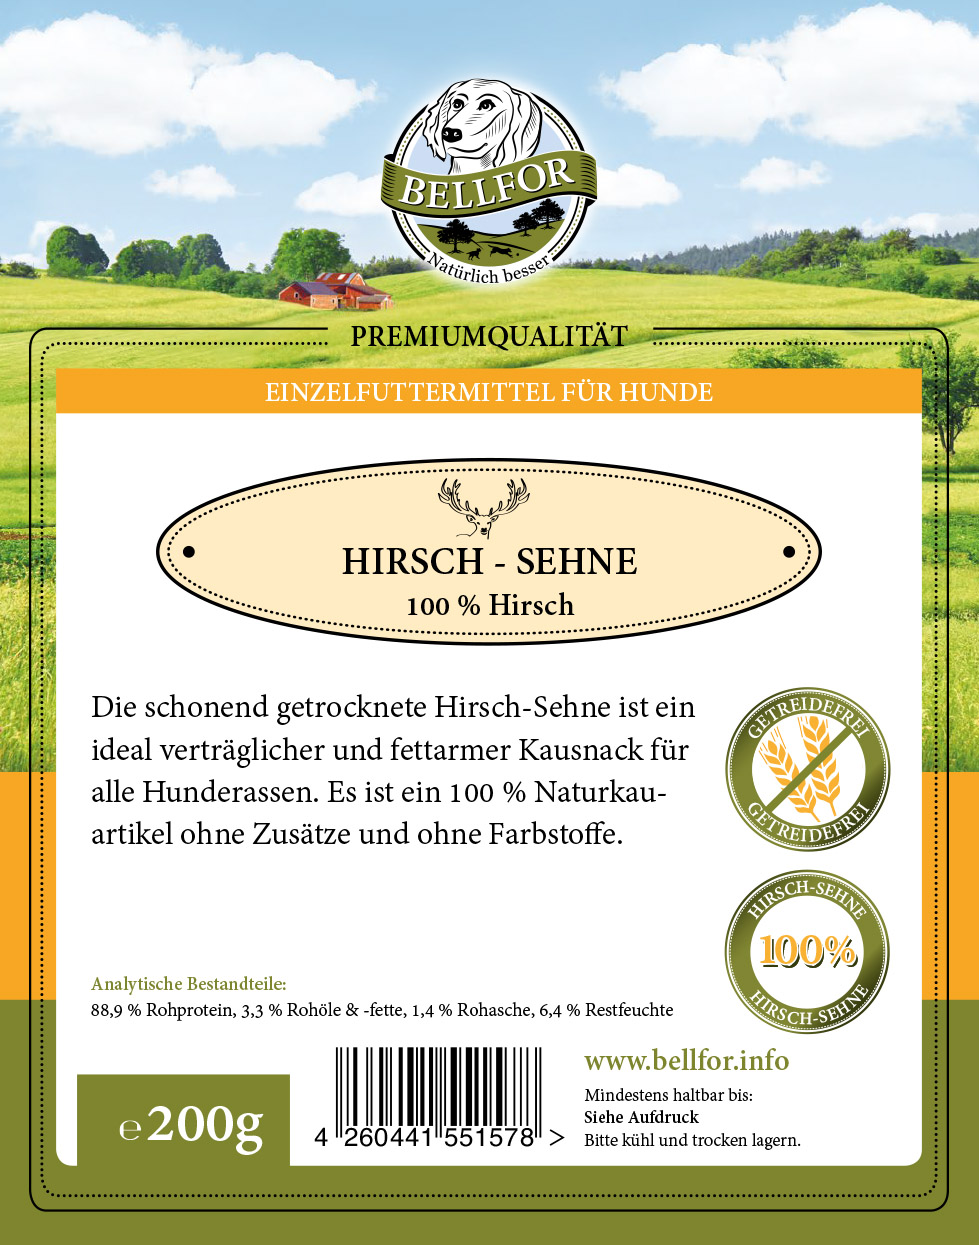 BELLFOR
Natürlich besser
PREMIUMQUALITÄT
EINZELFUTTERMITTEL FÜR HUNDE
HIRSCH - SEHNE
100 % Hirsch
Die schonend getrocknete Hirsch-Sehne ist ein
ideal verträglicher und fettarmer Kausnack für
alle Hunderassen. Es ist ein 100 % Naturkau-
artikel ohne Zusätze und ohne Farbstoffe.
GETREIDEFREI
GETREIDEFREI
HIRSCH-SEHNE
100%
HIRSCH-SEHNE
Analytische Bestandteile:
88,9 % Rohprotein, 3,3 % Rohöle & -fette, 1,4 % Rohasche, 6,4 % Restfeuchte
℮ 200g
4 260441 551578 >
www.bellfor.info
Mindestens haltbar bis:
Siehe Aufdruck
Bitte kühl und trocken lagern.